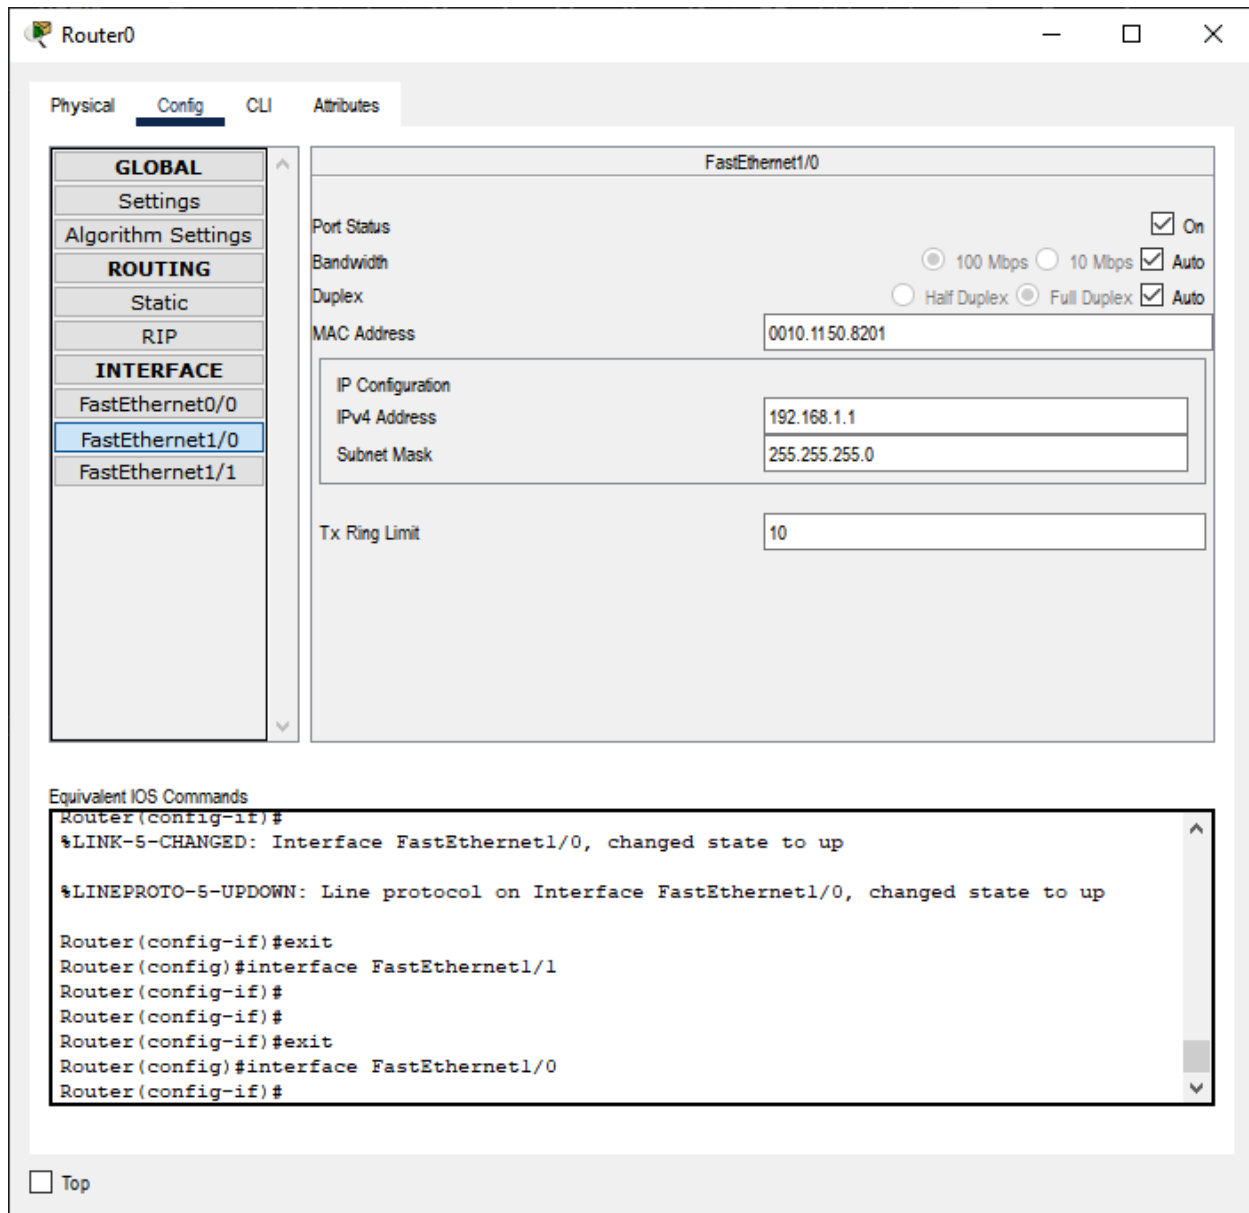 Router0
Physical Config CLI Attributes
GLOBAL
Settings
Algorithm Settings
ROUTING
Static
RIP
INTERFACE
FastEthernet0/0
FastEthernet1/0
FastEthernet1/1
FastEthernet1/0
Port Status On
Bandwidth 100 Mbps 10 Mbps Auto
Duplex Half Duplex Full Duplex Auto
MAC Address 0010.1150.8201
IP Configuration
IPv4 Address 192.168.1.1
Subnet Mask 255.255.255.0
Tx Ring Limit 10
Equivalent IOS Commands
Router(config-if)#
%LINK-5-CHANGED: Interface FastEthernet1/0, changed state to up
%LINEPROTO-5-UPDOWN: Line protocol on Interface FastEthernet1/0, changed state to up
Router(config-if)#exit
Router(config)#interface FastEthernet1/1
Router(config-if)#
Router(config-if)#
Router(config-if)#exit
Router(config)#interface FastEthernet1/0
Router(config-if)#
Top